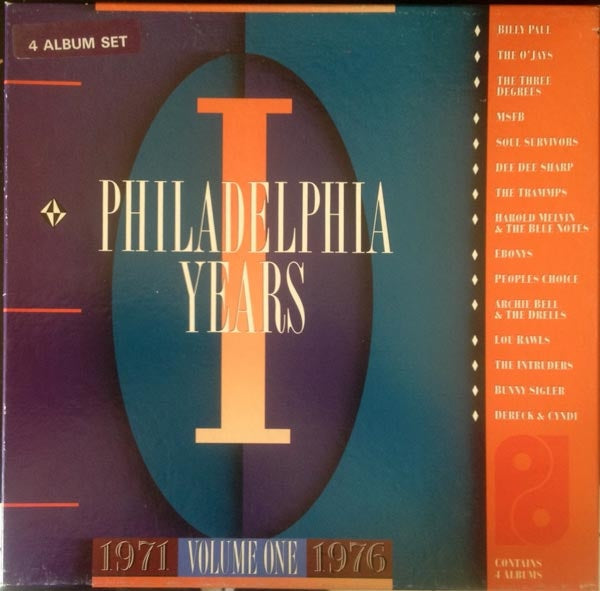 4 ALBUM SET
I
PHILADELPHIA
YEARS
1971 VOLUME ONE 1976
BILLY PAUL
THE O'JAYS
THE THREE
DEGREES
MSFB
SOUL SURVIVORS
DEE DEE SHARP
THE TRAMMPS
HAROLD MELVIN
& THE BLUE NOTES
EBONYS
PEOPLES CHOICE
ARCHIE BELL
& THE DRELLS
LOU RAWLS
THE INTRUDERS
BUNNY SIGLER
DERECK & CYNDI
CONTAINS
4 ALBUMS